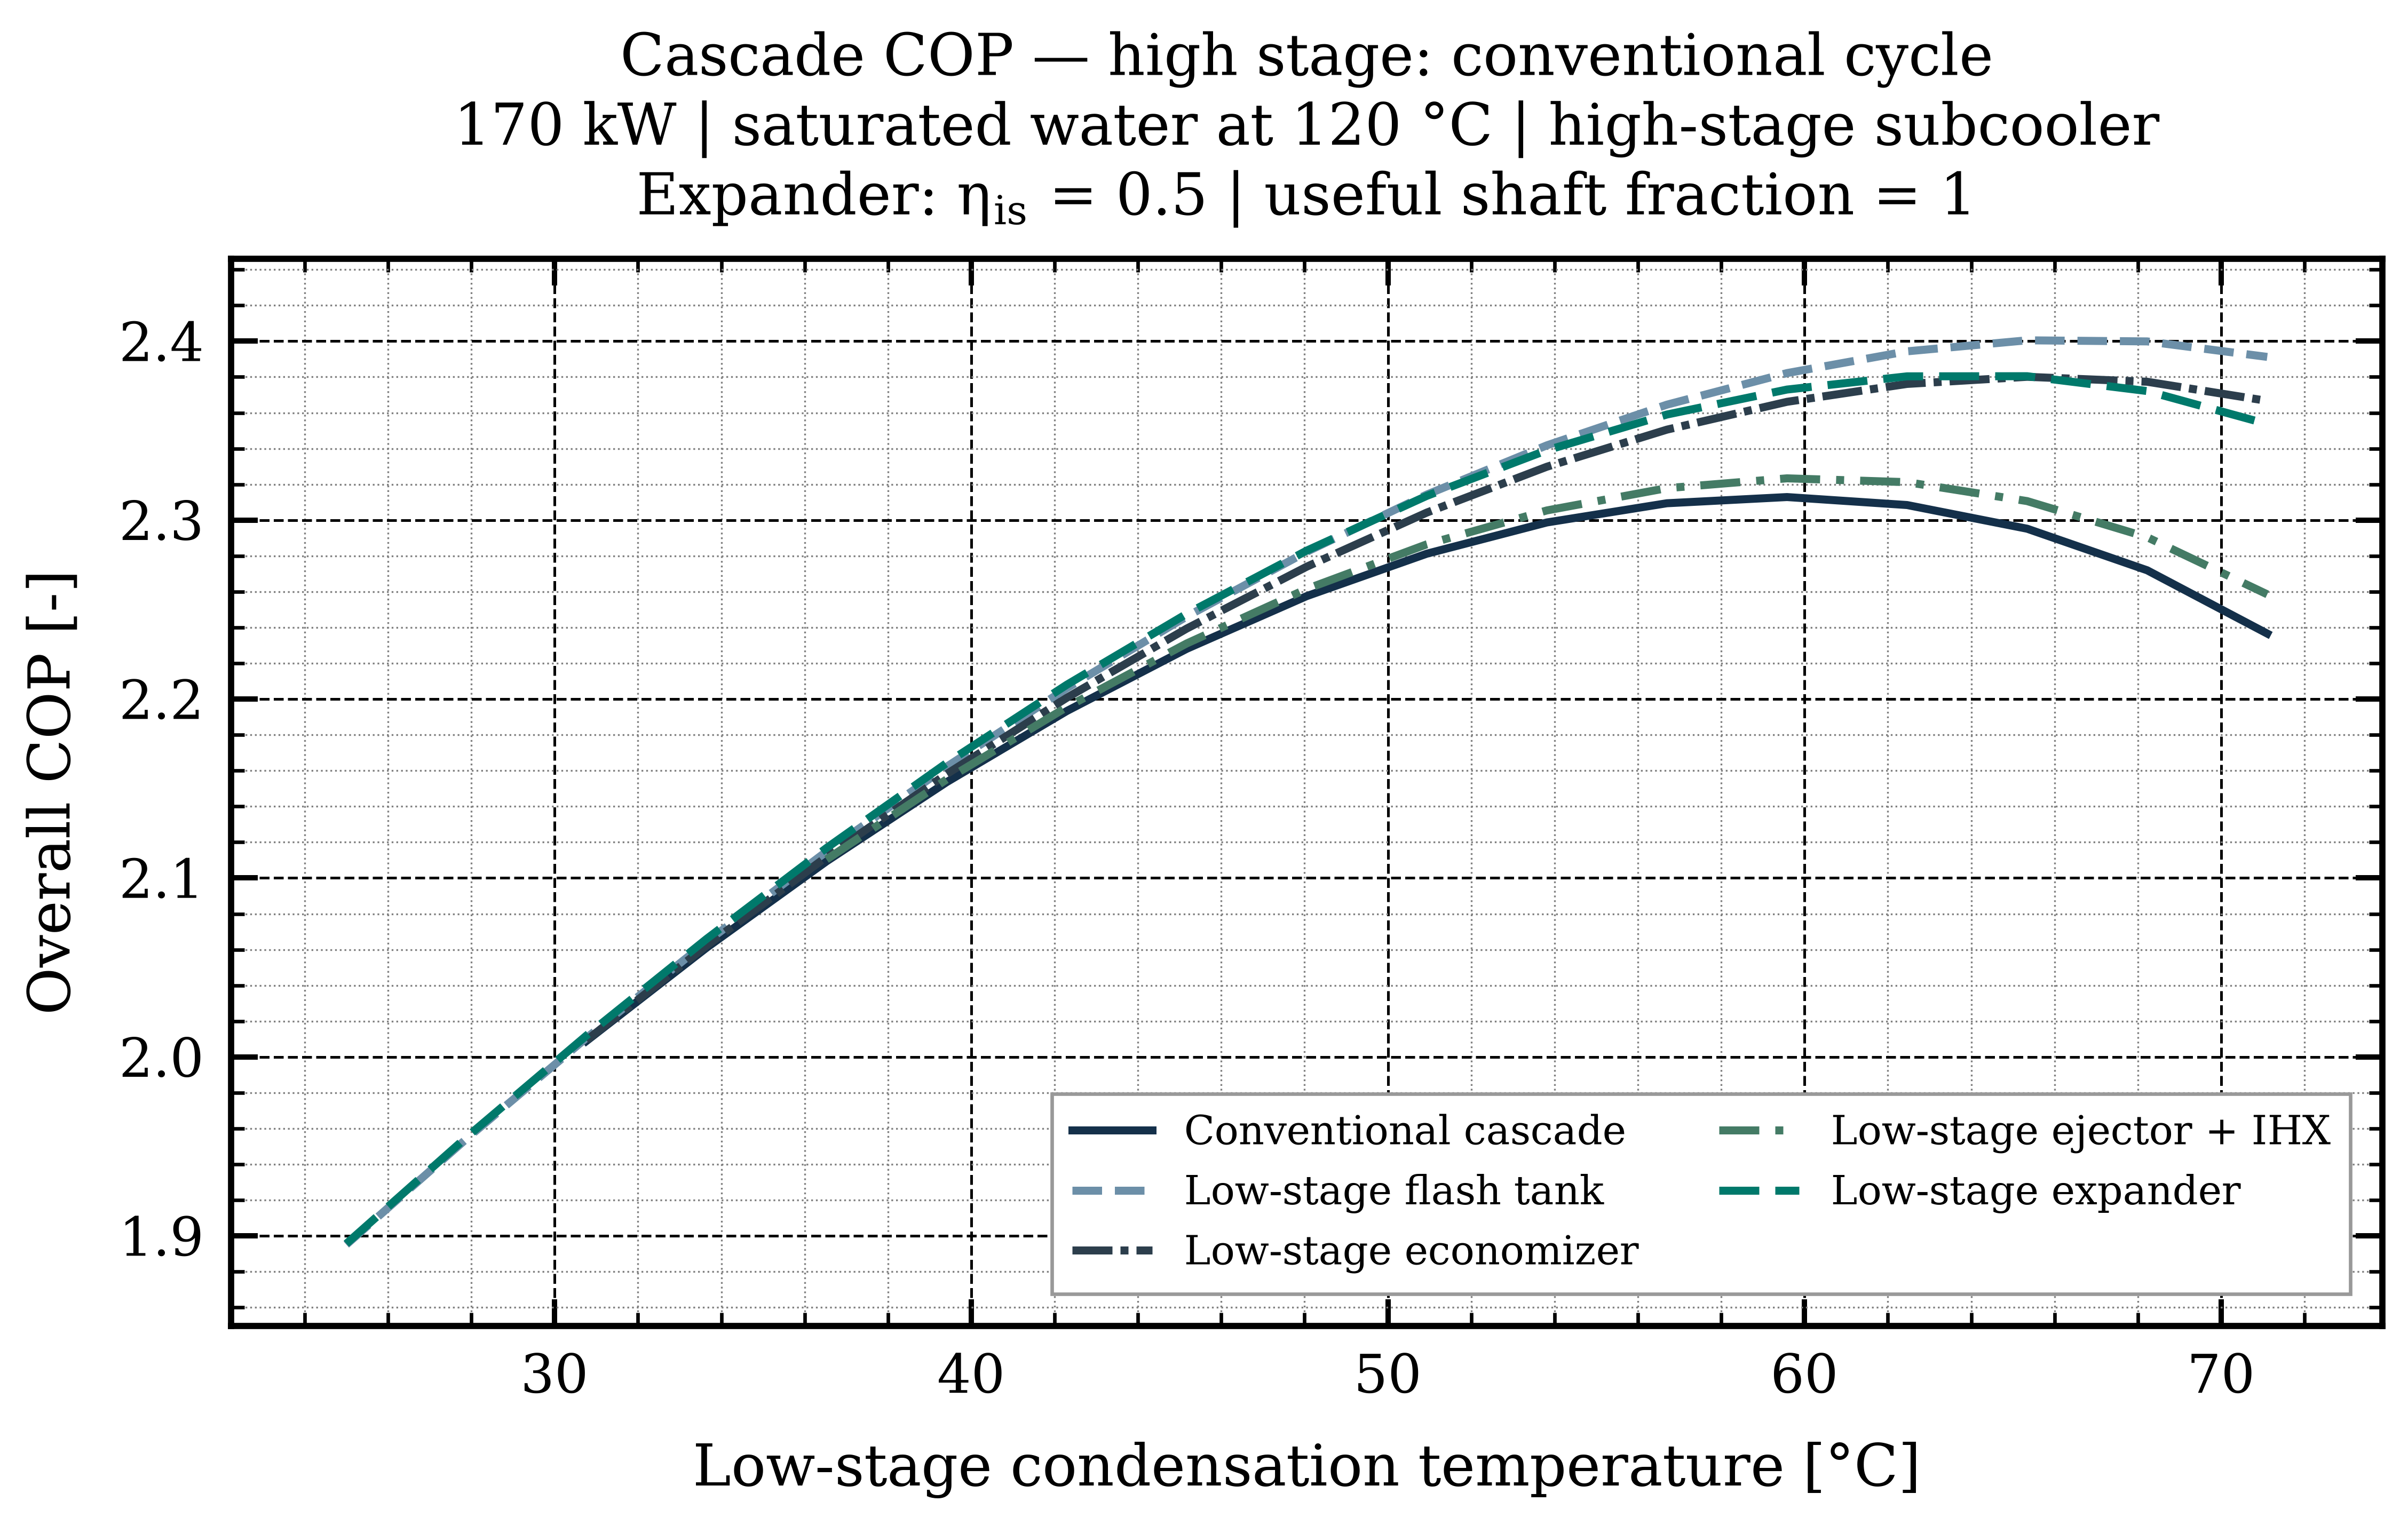 Cascade COP — high stage: conventional cycle
170 kW | saturated water at 120 °C | high-stage subcooler
Expander: ηis = 0.5 | useful shaft fraction = 1
Overall COP [-]
2.4
2.3
2.2
2.1
2.0
1.9
Conventional cascade
Low-stage flash tank
Low-stage economizer
Low-stage ejector + IHX
Low-stage expander
30 40 50 60 70
Low-stage condensation temperature [°C]